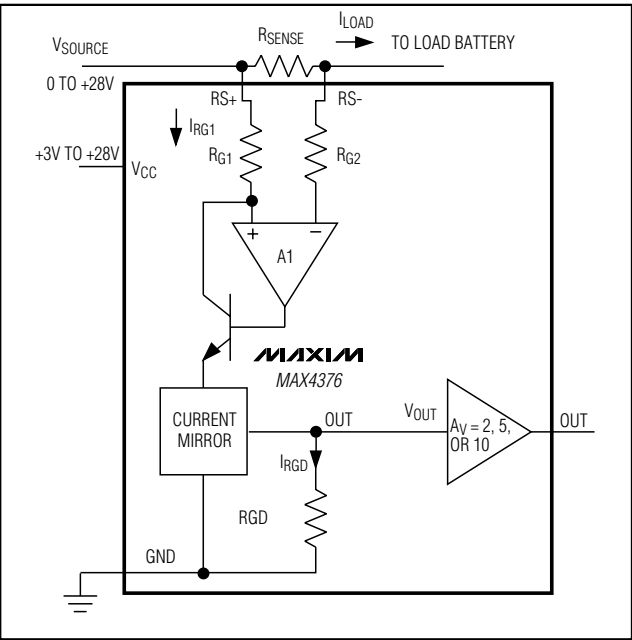 ILOAD
RSENSE
VSOURCE
TO LOAD BATTERY
0 TO +28V
RS+
RS-
IRG1
RG1
RG2
+3V TO +28V
VCC
+
−
A1
MAXIM
MAX4376
CURRENT
MIRROR
OUT
VOUT
AV = 2, 5,
OR 10
OUT
IRGD
RGD
GND